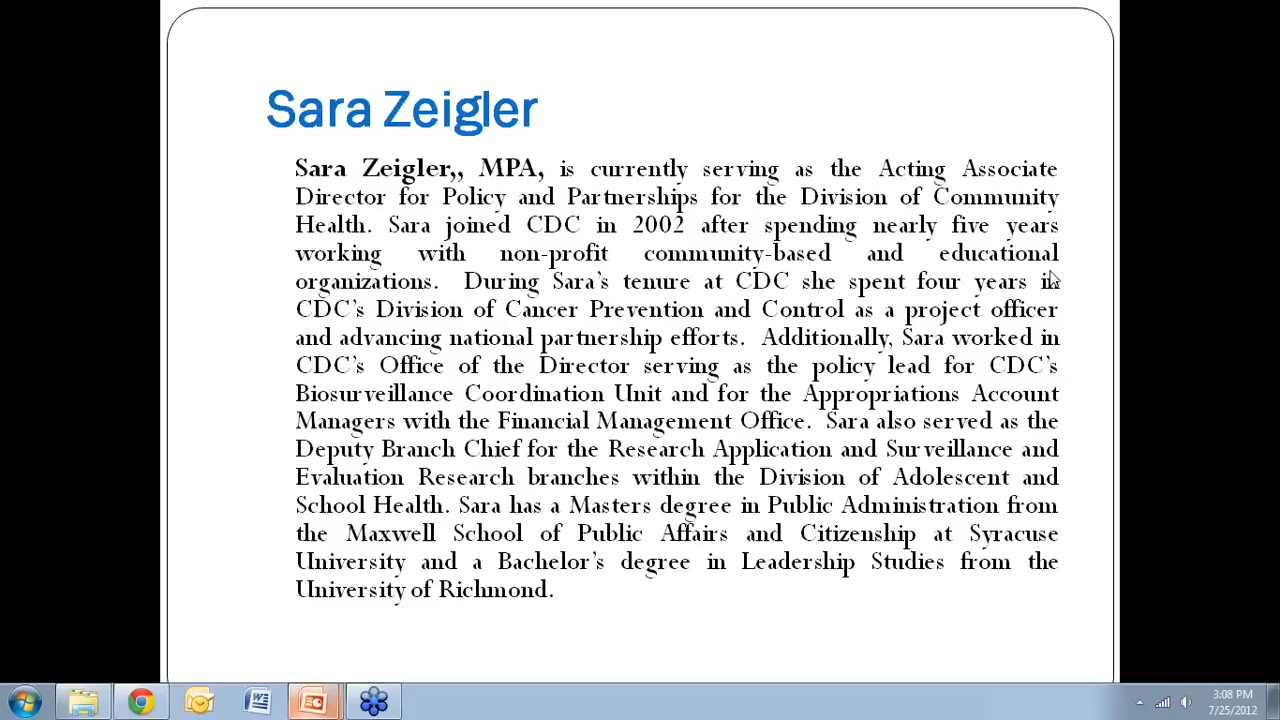 Sara Zeigler
Sara Zeigler,, MPA, is currently serving as the Acting Associate
Director for Policy and Partnerships for the Division of Community
Health. Sara joined CDC in 2002 after spending nearly five years
working with non-profit community-based and educational
organizations. During Sara's tenure at CDC she spent four years in
CDC's Division of Cancer Prevention and Control as a project officer
and advancing national partnership efforts. Additionally, Sara worked in
CDC's Office of the Director serving as the policy lead for CDC's
Biosurveillance Coordination Unit and for the Appropriations Account
Managers with the Financial Management Office. Sara also served as the
Deputy Branch Chief for the Research Application and Surveillance and
Evaluation Research branches within the Division of Adolescent and
School Health. Sara has a Masters degree in Public Administration from
the Maxwell School of Public Affairs and Citizenship at Syracuse
University and a Bachelor's degree in Leadership Studies from the
University of Richmond.
3:08 PM
7/25/2012